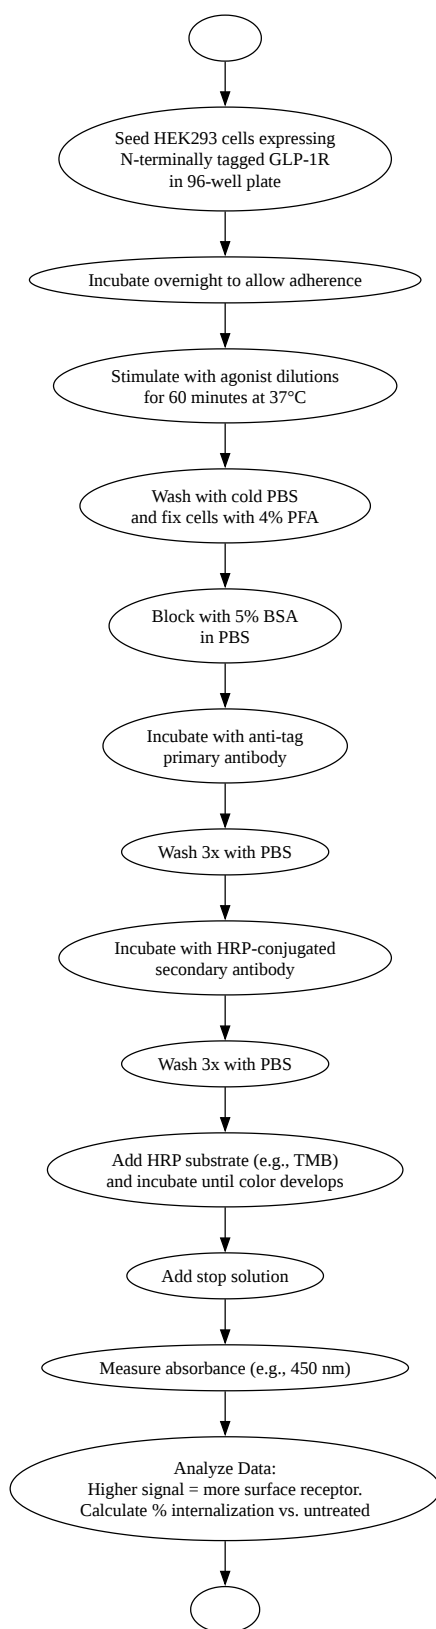 Seed HEK293 cells expressing
N-terminally tagged GLP-1R
in 96-well plate
Incubate overnight to allow adherence
Stimulate with agonist dilutions
for 60 minutes at 37°C
Wash with cold PBS
and fix cells with 4% PFA
Block with 5% BSA
in PBS
Incubate with anti-tag
primary antibody
Wash 3x with PBS
Incubate with HRP-conjugated
secondary antibody
Wash 3x with PBS
Add HRP substrate (e.g., TMB)
and incubate until color develops
Add stop solution
Measure absorbance (e.g., 450 nm)
Analyze Data:
Higher signal = more surface receptor.
Calculate % internalization vs. untreated